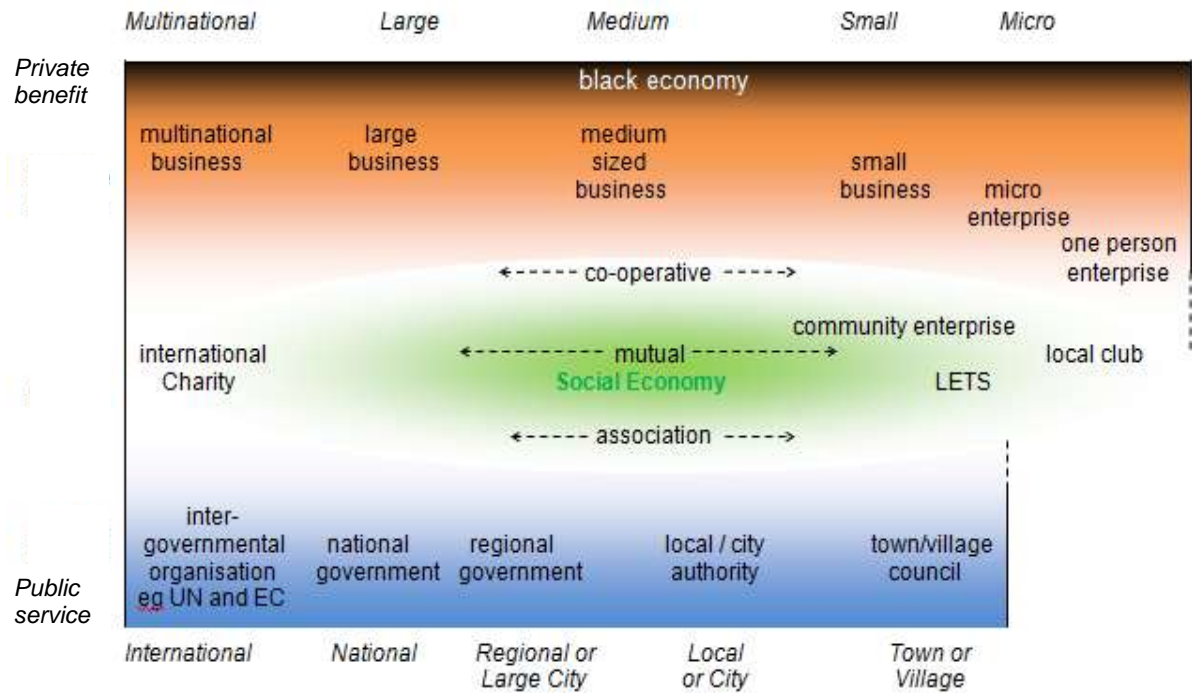 Multinational Large Medium Small Micro
Private
benefit
black economy
multinational
business
large
business
medium
sized
business
small
business
micro
enterprise
one person
enterprise
co-operative
community enterprise
international
Charity
mutual
Social Economy
LETS
local club
association
inter-
governmental
organisation
eg UN and EC
national
government
regional
government
local / city
authority
town/village
council
Public
service
International
National
Regional or
Large City
Local
or City
Town or
Village